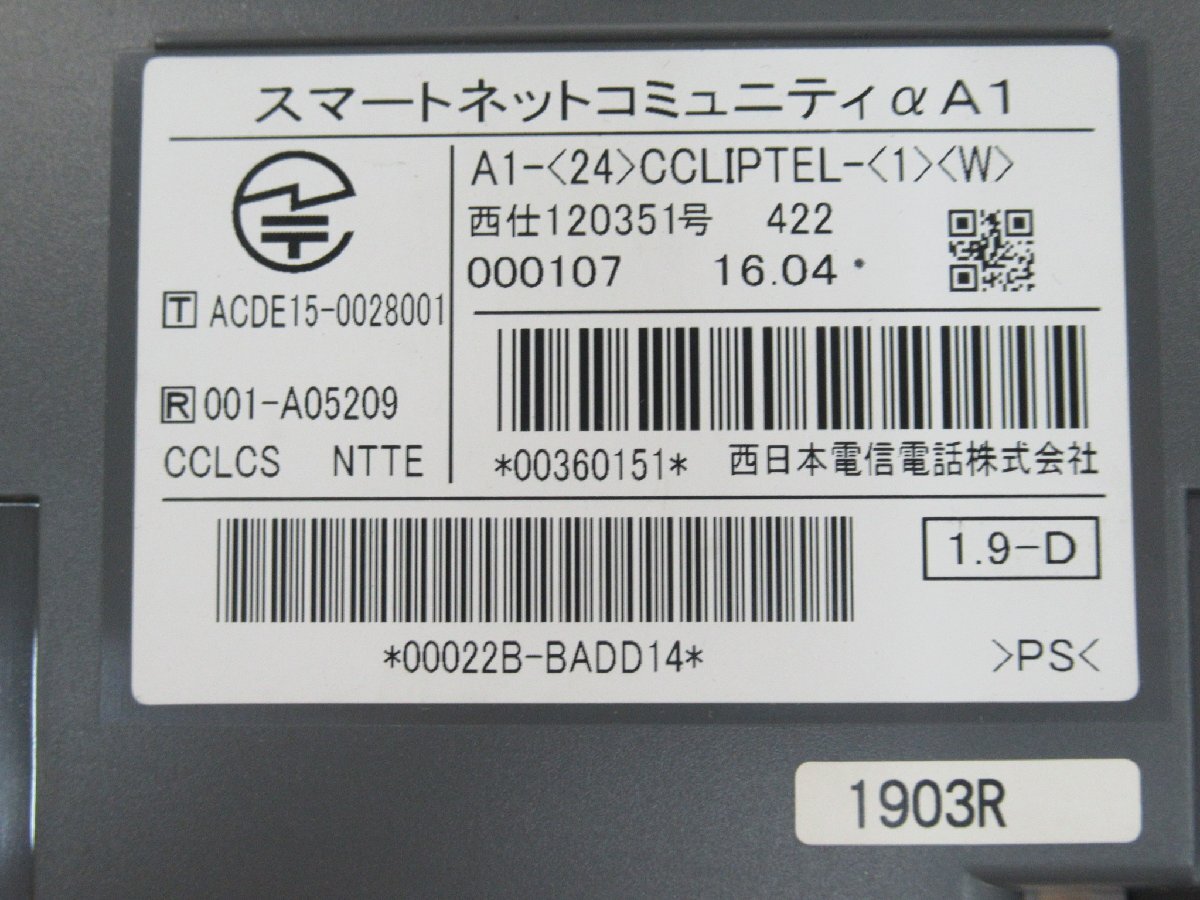 スマートネットコミュニティαA1
A1-<24>CCLIPTEL-<1><W>
西仕120351号 422
000107 16.04
T ACDE15-0028001
R 001-A05209
CCLCS NTTE
*00360151* 西日本電信電話株式会社
1.9-D
*00022B-BADD14*
>PS<
1903R